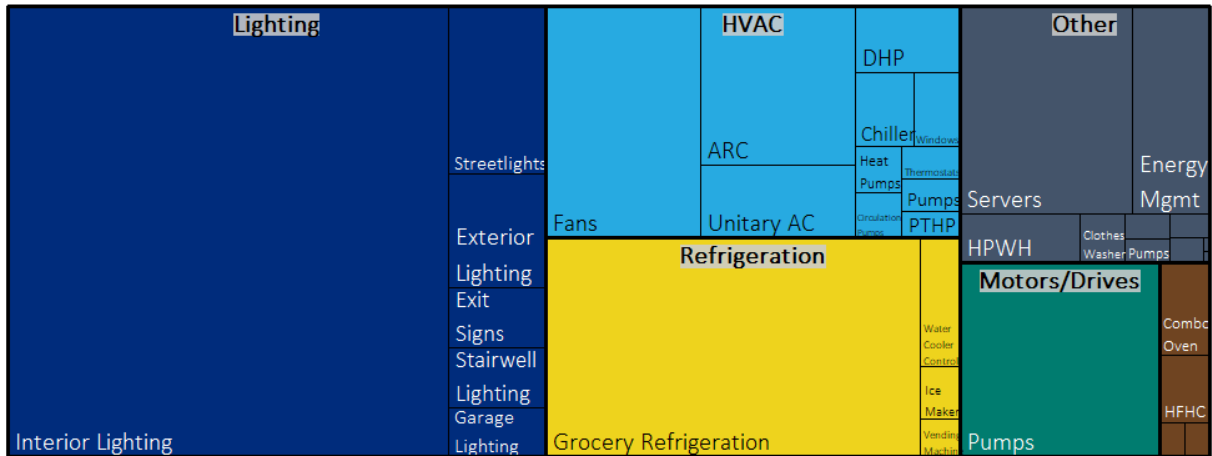 Lighting
Interior Lighting
Streetlights
Exterior
Lighting
Exit
Signs
Stairwell
Lighting
Garage
Lighting
HVAC
Fans
ARC
Unitary AC
DHP
Chiller
Windows
Heat
Pumps
Thermostats
Pumps
Circulation
Pumps
PTHP
Refrigeration
Grocery Refrigeration
Water
Cooler
Control
Ice
Maker
Vending
Machin
Other
Servers
Energy
Mgmt
HPWH
Clothes
Washer
Pumps
Motors/Drives
Pumps
Combo
Oven
HFHC